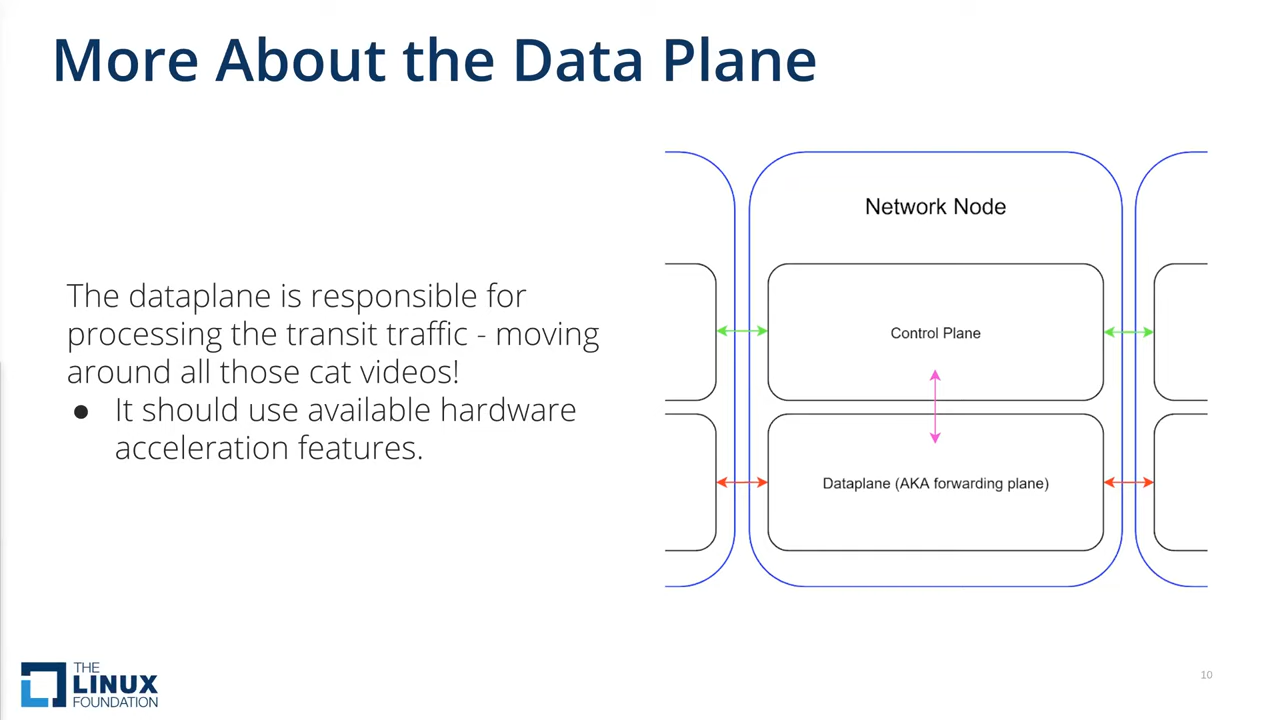 More About the Data Plane
The dataplane is responsible for
processing the transit traffic - moving
around all those cat videos!
● It should use available hardware
acceleration features.
Network Node
Control Plane
Dataplane (AKA forwarding plane)
THE
LINUX
FOUNDATION
10